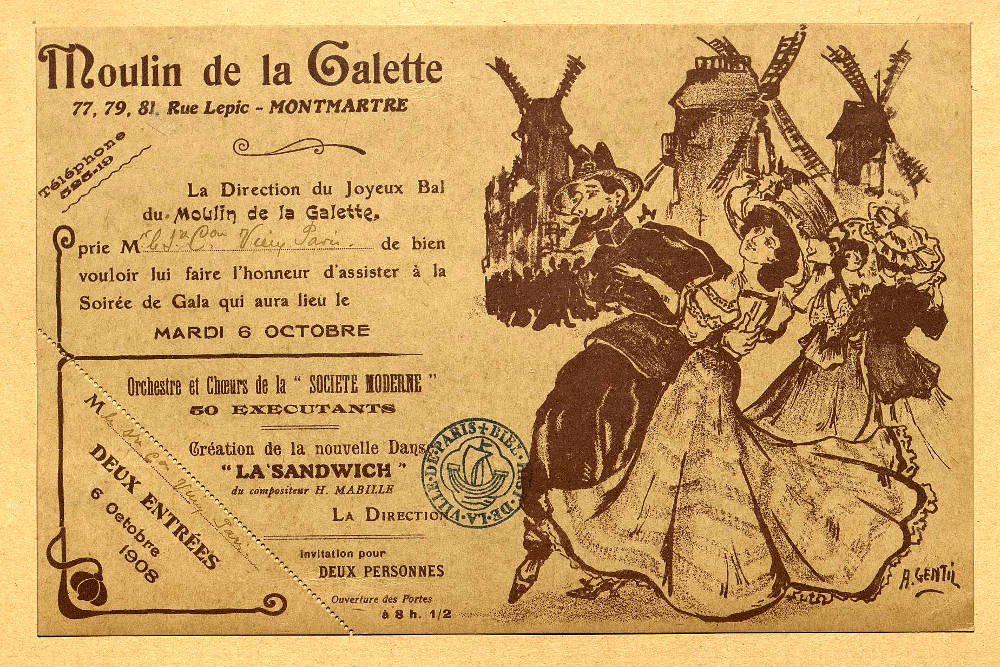 Moulin de la Galette
77, 79, 81, Rue Lepic - MONTMARTRE
Téléphone
525-19
La Direction du Joyeux Bal
du Moulin de la Galette,
prie M de bien
vouloir lui faire l'honneur d'assister à la
Soirée de Gala qui aura lieu le
MARDI 6 OCTOBRE
Orchestre et Chœurs de la " SOCIETE MODERNE "
50 EXECUTANTS
Création de la nouvelle Dans
"LA SANDWICH"
du compositeur H. MABILLE
LA DIRECTION
Invitation pour
DEUX PERSONNES
Ouverture des Portes
à 8 h. 1/2
M
DEUX ENTRÉES
6 Octobre
1908
VILLE DE PARIS
DE LA VILLE
A. GENTIL